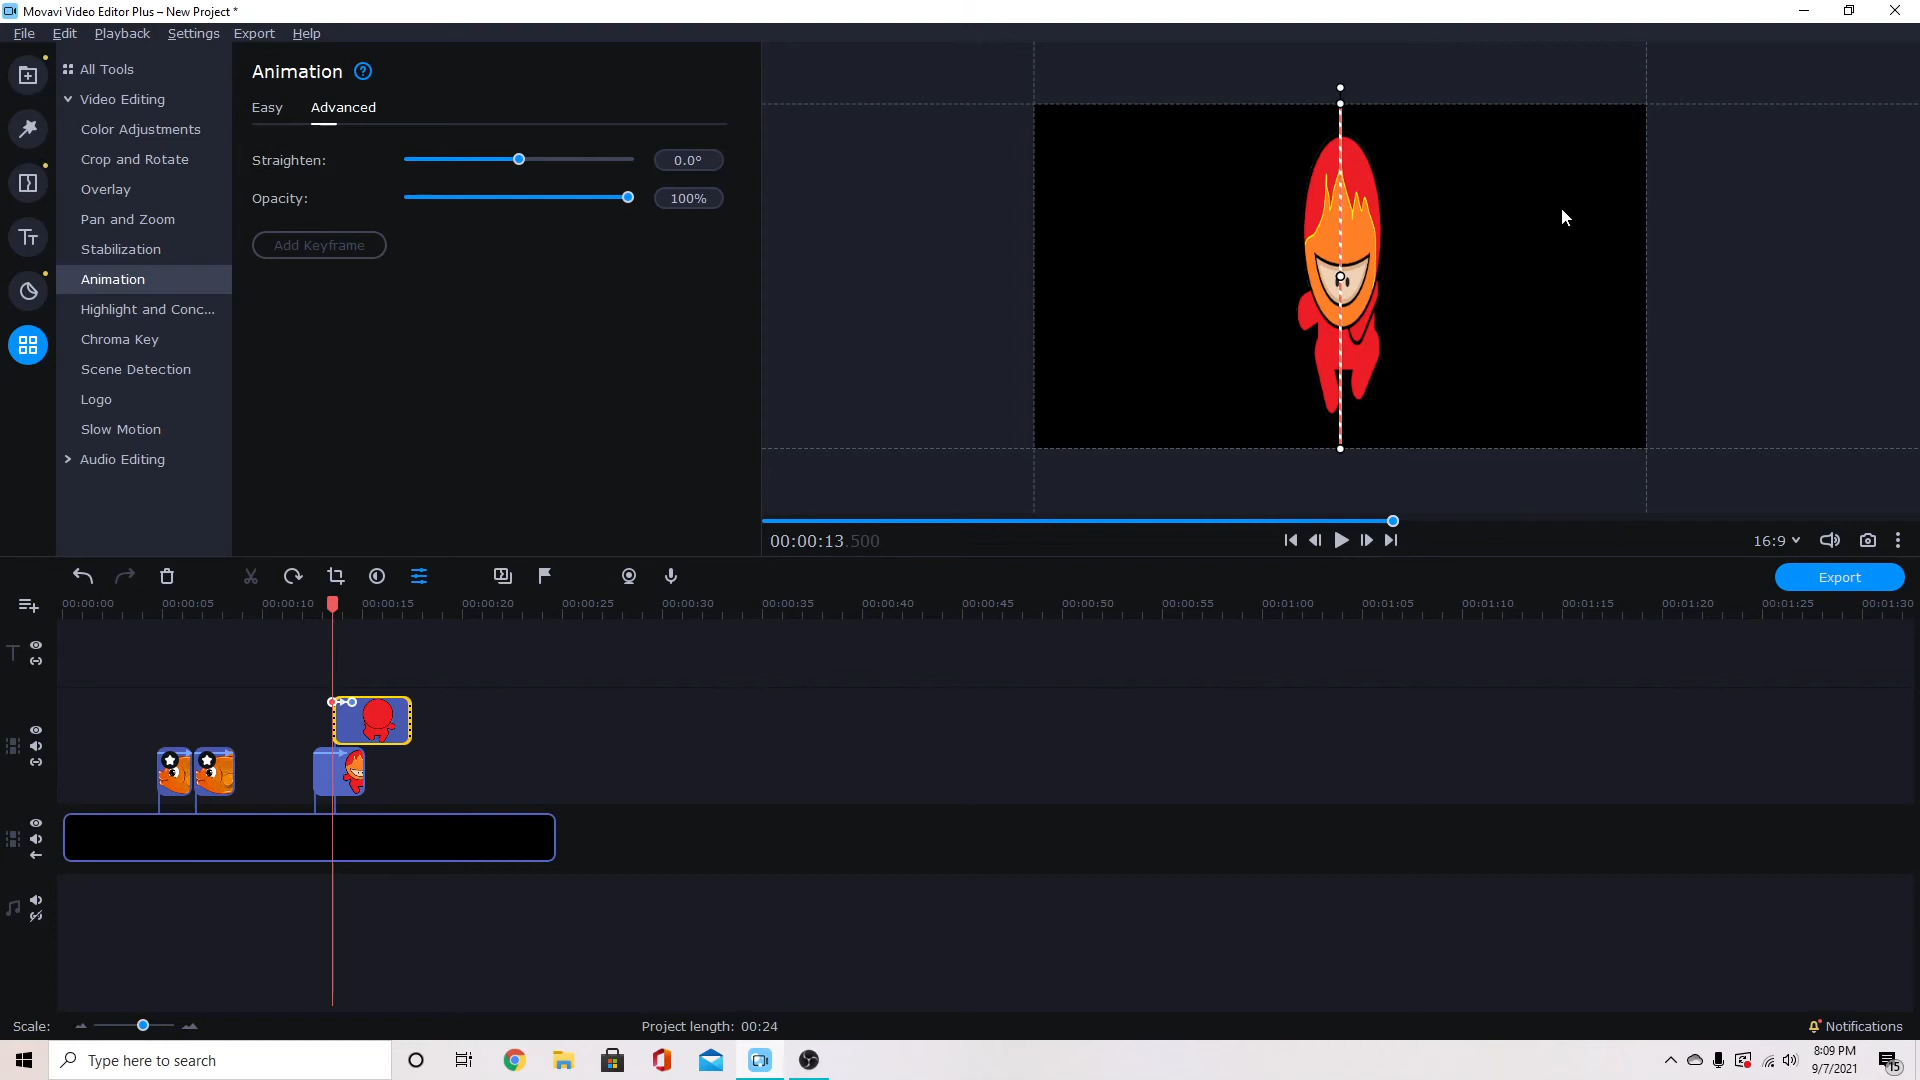 Movavi Video Editor Plus – New Project *
File Edit Playback Settings Export Help
All Tools
Video Editing
Color Adjustments
Crop and Rotate
Overlay
Pan and Zoom
Stabilization
Animation
Highlight and Conc...
Chroma Key
Scene Detection
Logo
Slow Motion
Audio Editing
Animation ?
Easy Advanced
Straighten: 0.0°
Opacity: 100%
Add Keyframe
00:00:13.500
16:9
Export
00:00:00 00:00:05 00:00:10 00:00:15 00:00:20 00:00:25 00:00:30 00:00:35 00:00:40 00:00:45 00:00:50 00:00:55 00:01:00 00:01:05 00:01:10 00:01:15 00:01:20 00:01:25 00:01:30
Scale:
Project length: 00:24
Notifications
Type here to search
8:09 PM
9/7/2021
15